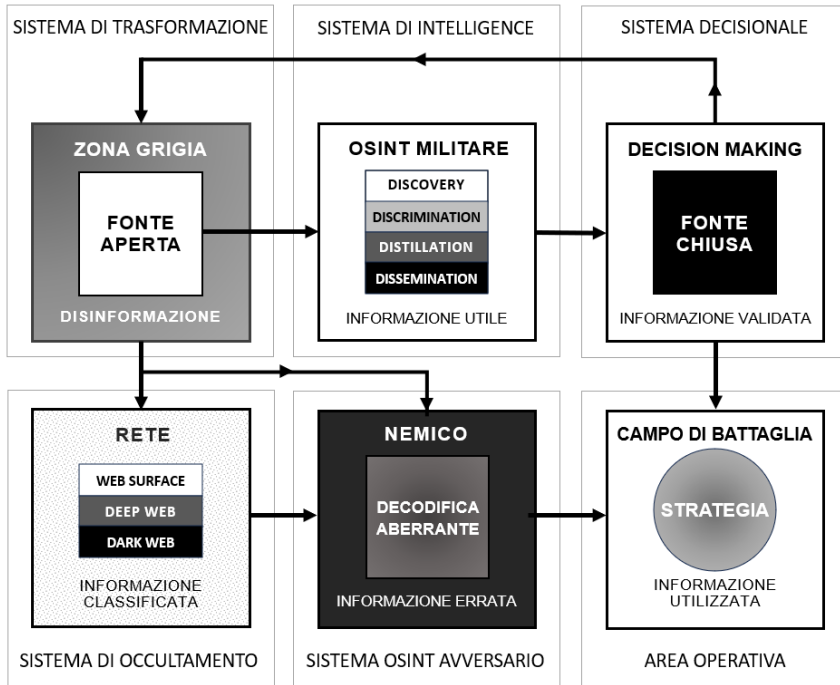 SISTEMA DI TRASFORMAZIONE
SISTEMA DI INTELLIGENCE
SISTEMA DECISIONALE
ZONA GRIGIA
FONTE
APERTA
DISINFORMAZIONE
OSINT MILITARE
DISCOVERY
DISCRIMINATION
DISTILLATION
DISSEMINATION
INFORMAZIONE UTILE
DECISION MAKING
FONTE
CHIUSA
INFORMAZIONE VALIDATA
RETE
WEB SURFACE
DEEP WEB
DARK WEB
INFORMAZIONE
CLASSIFICATA
NEMICO
DECODIFICA
ABERRANTE
INFORMAZIONE ERRATA
CAMPO DI BATTAGLIA
STRATEGIA
INFORMAZIONE
UTILIZZATA
SISTEMA DI OCCULTAMENTO
SISTEMA OSINT AVVERSARIO
AREA OPERATIVA